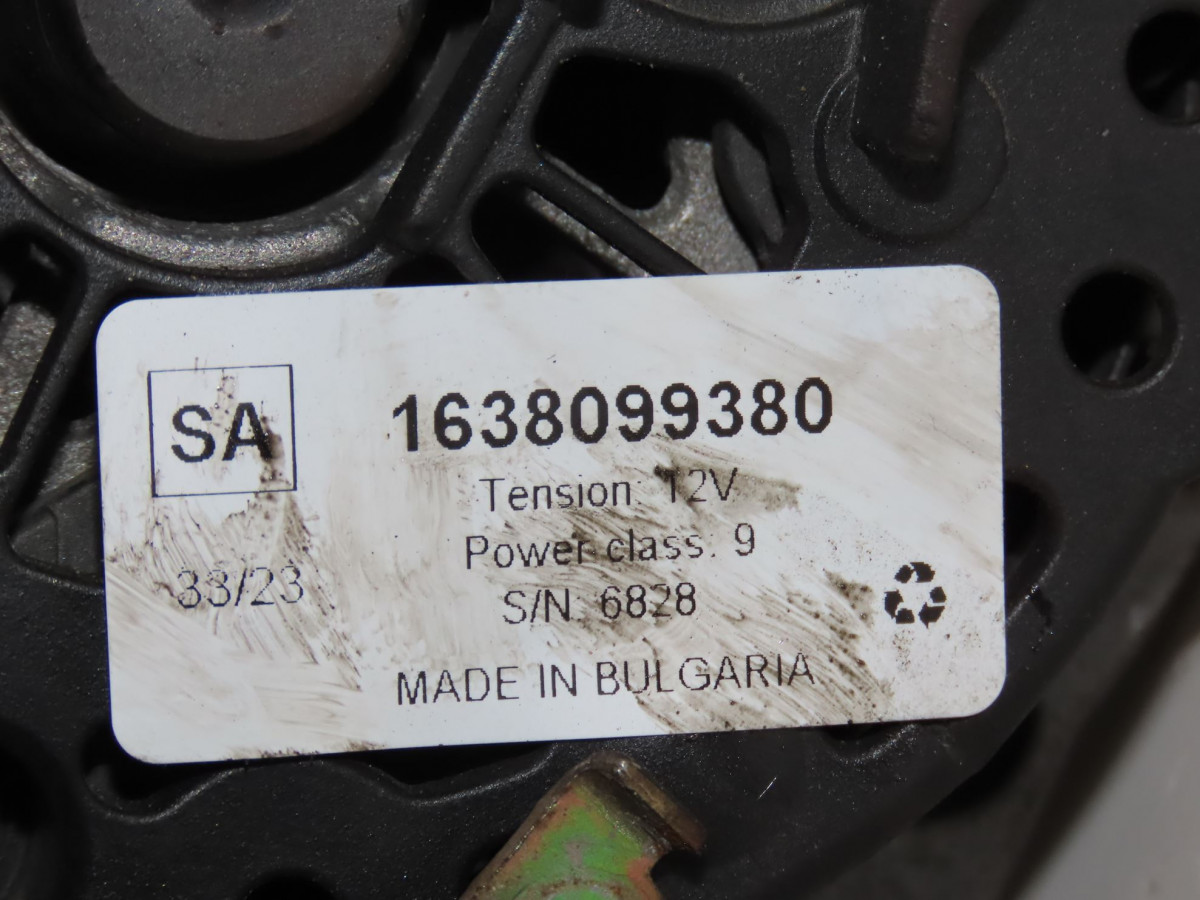 SA
1638099380
Tension: 12V
Power class: 9
33/23
S/N: 6828
MADE IN BULGARIA